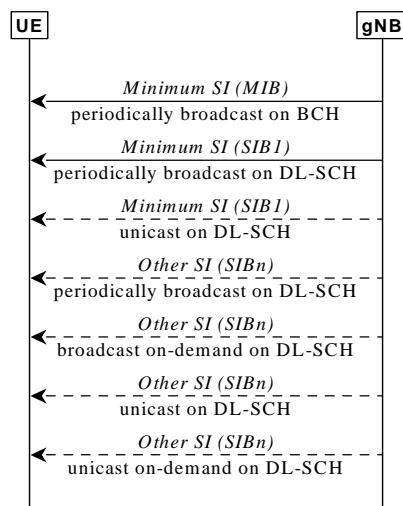 UE
gNB
Minimum SI (MIB)
periodically broadcast on BCH
Minimum SI (SIB1)
periodically broadcast on DL-SCH
Minimum SI (SIB1)
unicast on DL-SCH
Other SI (SIBn)
periodically broadcast on DL-SCH
Other SI (SIBn)
broadcast on-demand on DL-SCH
Other SI (SIBn)
unicast on DL-SCH
Other SI (SIBn)
unicast on-demand on DL-SCH